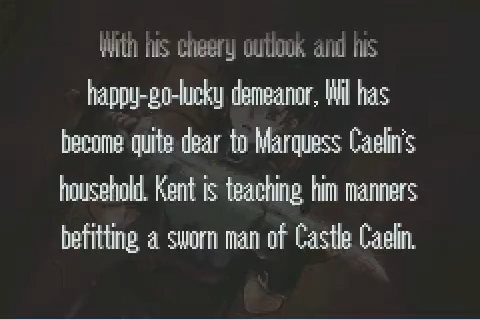 With his cheery outlook and his
happy-go-lucky demeanor, Wil has
become quite dear to Marquess Caelin's
household. Kent is teaching him manners
befitting a sworn man of Castle Caelin.